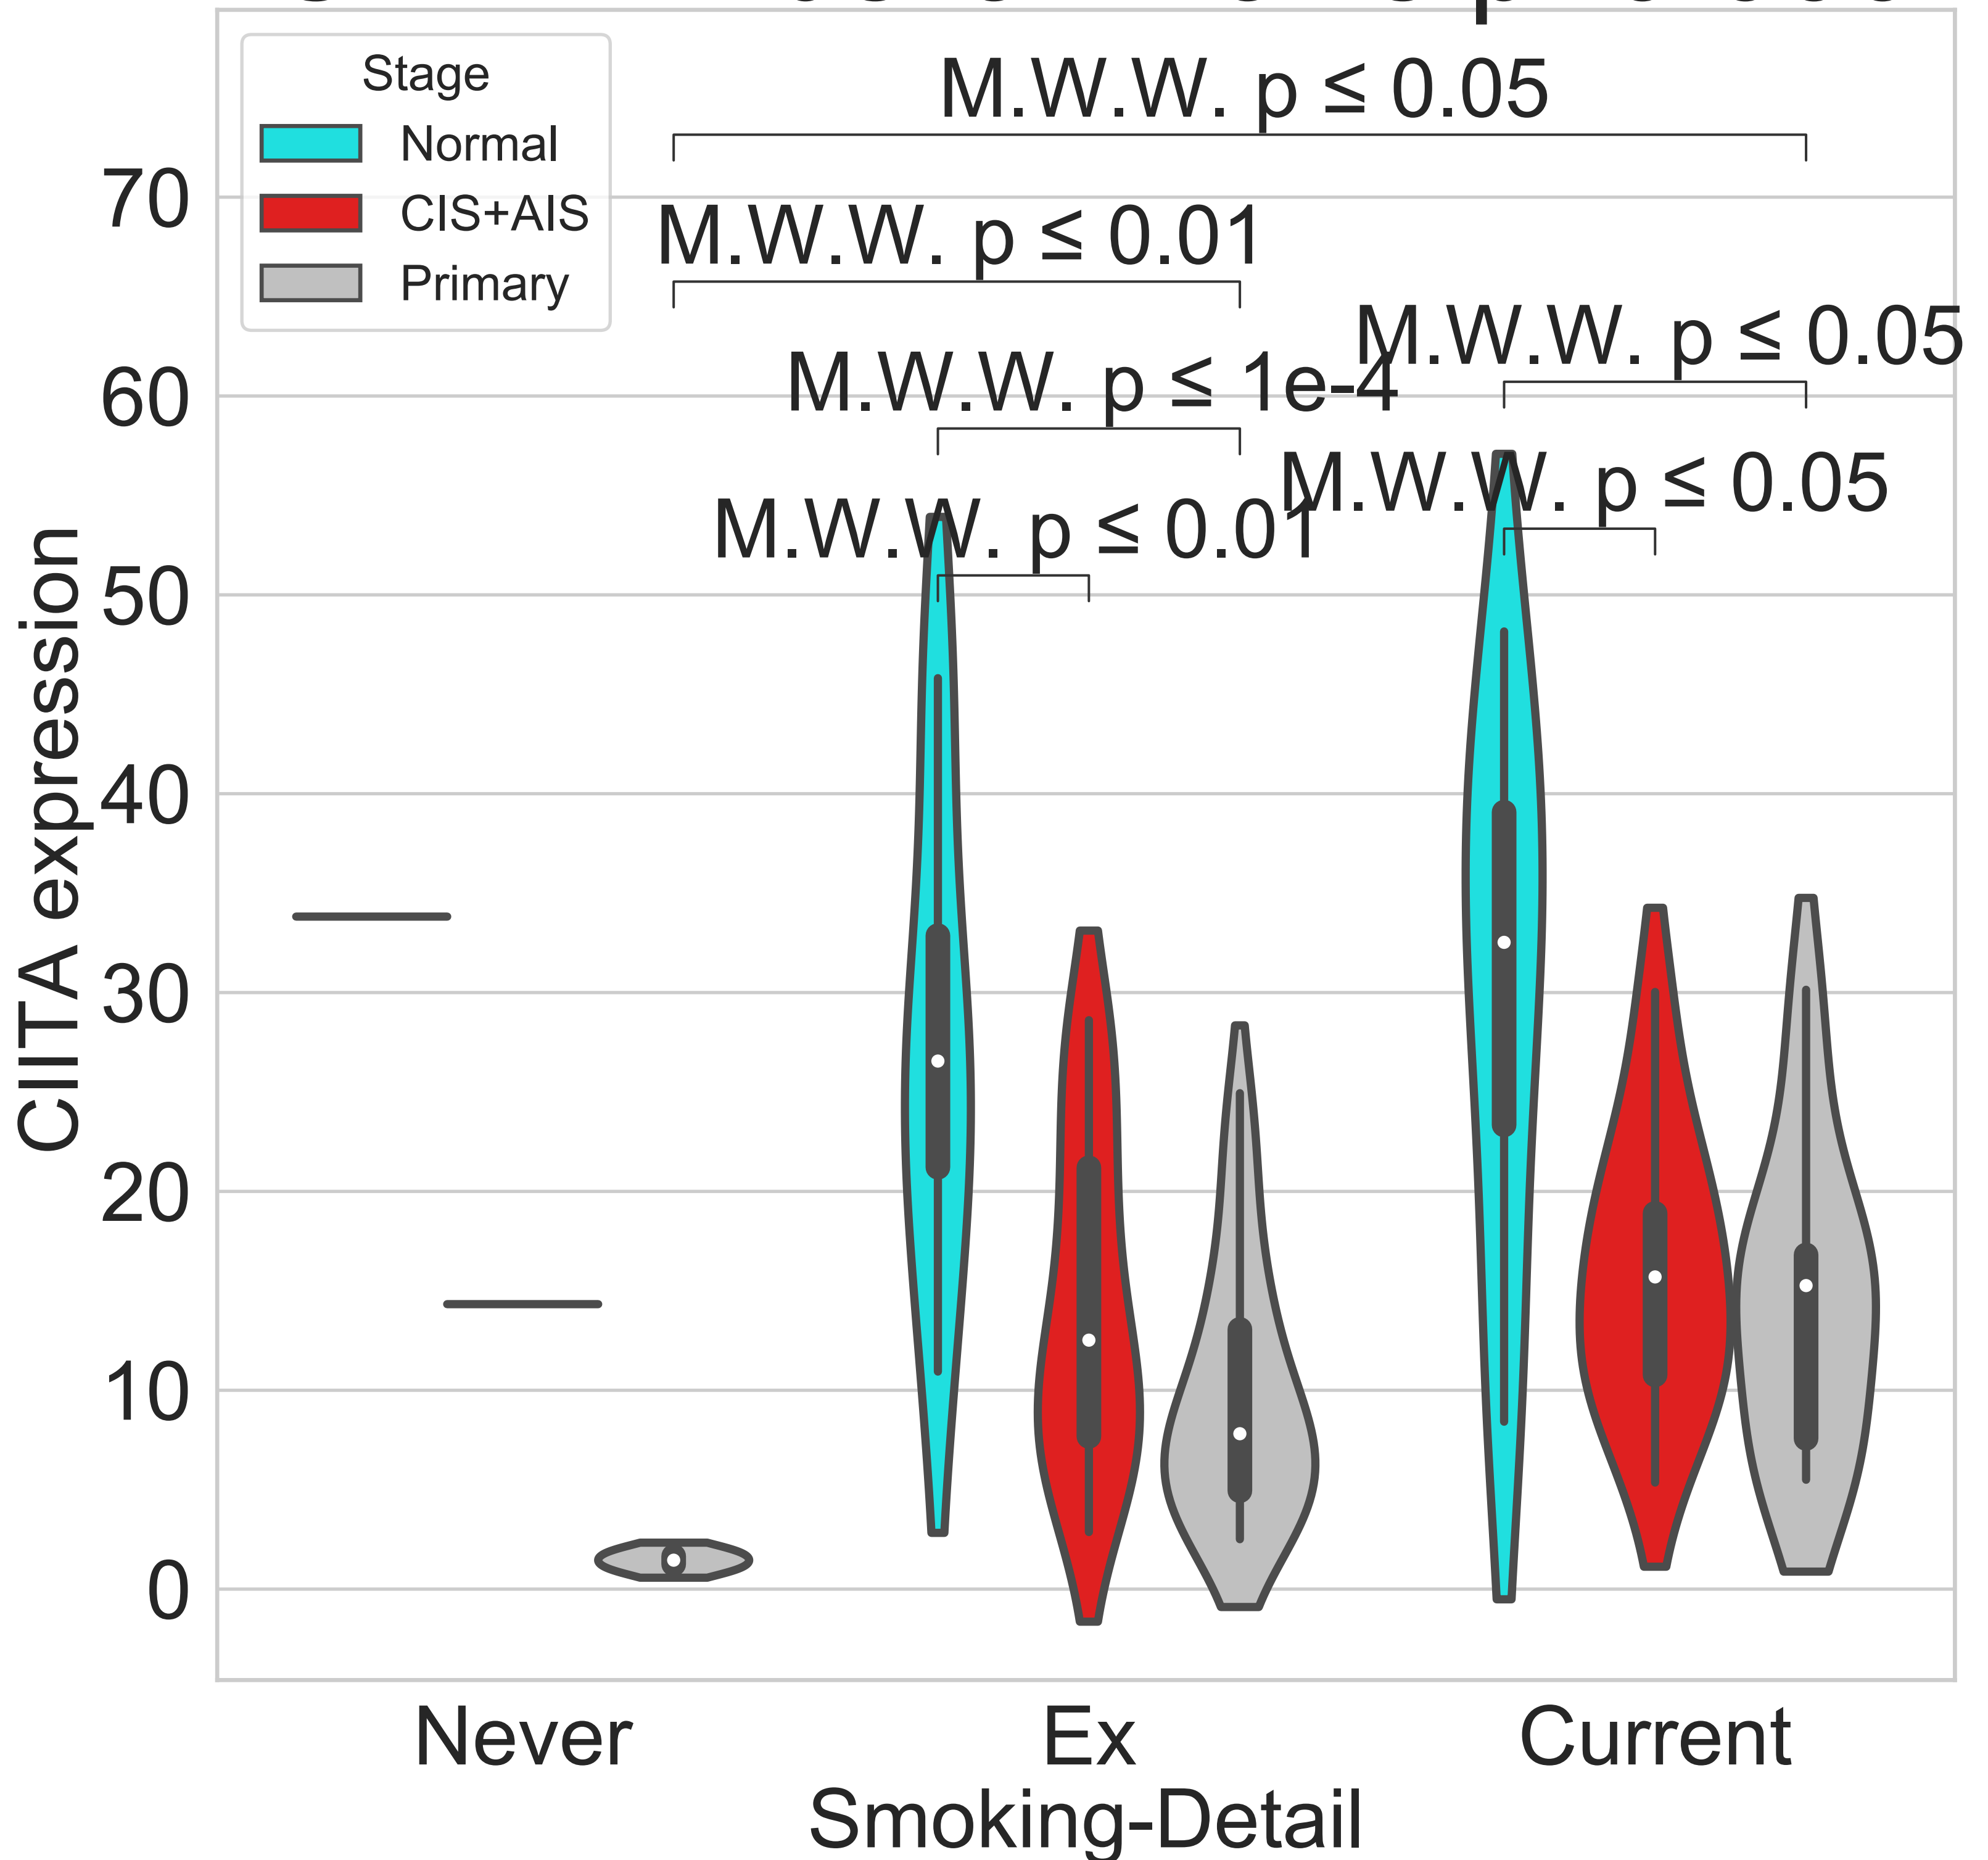 Stage
Normal
CIS+AIS
Primary
M.W.W. p ≤ 0.05
M.W.W. p ≤ 0.01
M.W.W. p ≤ 0.05
M.W.W. p ≤ 1e-4
M.W.W. p ≤ 0.05
M.W.W. p ≤ 0.01
CIITA expression
70
60
50
40
30
20
10
0
Never
Ex
Current
Smoking-Detail